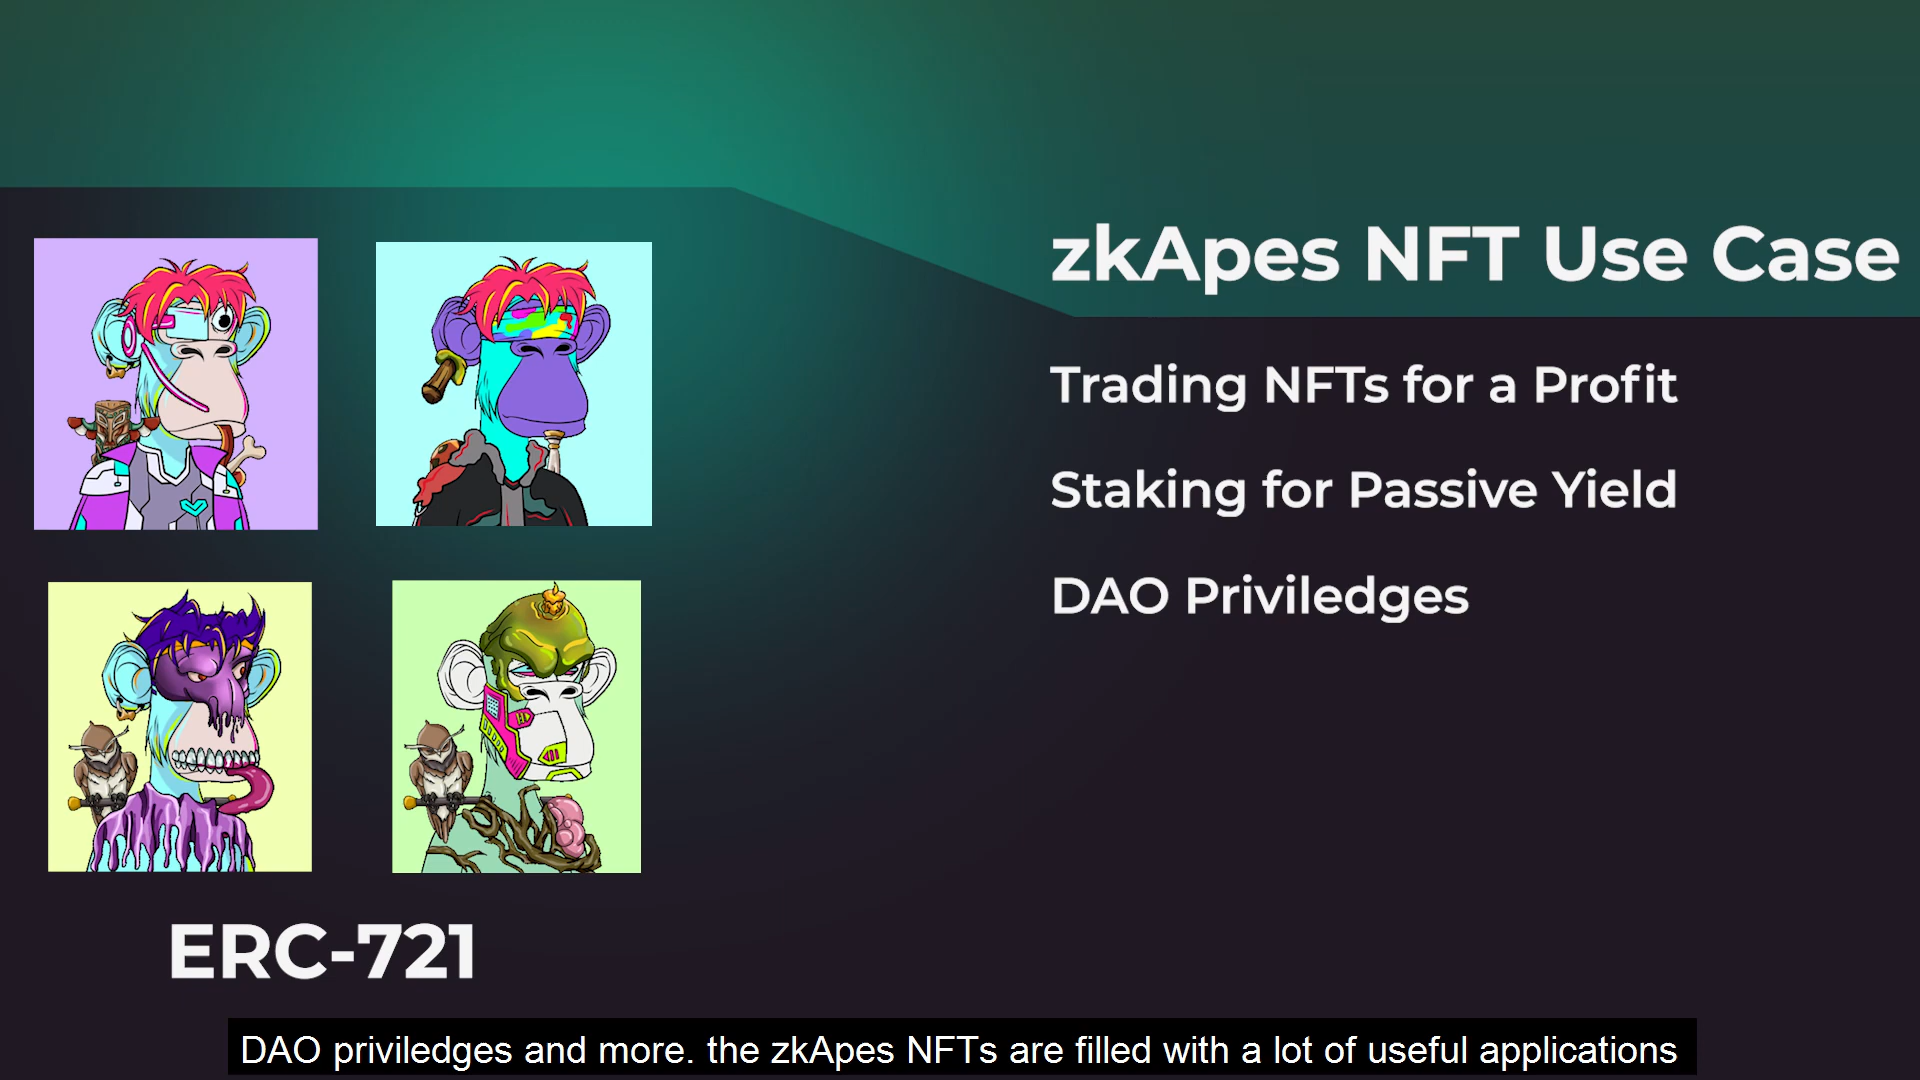 zkApes NFT Use Case
Trading NFTs for a Profit
Staking for Passive Yield
DAO Priviledges
ERC-721
DAO priviledges and more. the zkApes NFTs are filled with a lot of useful applications